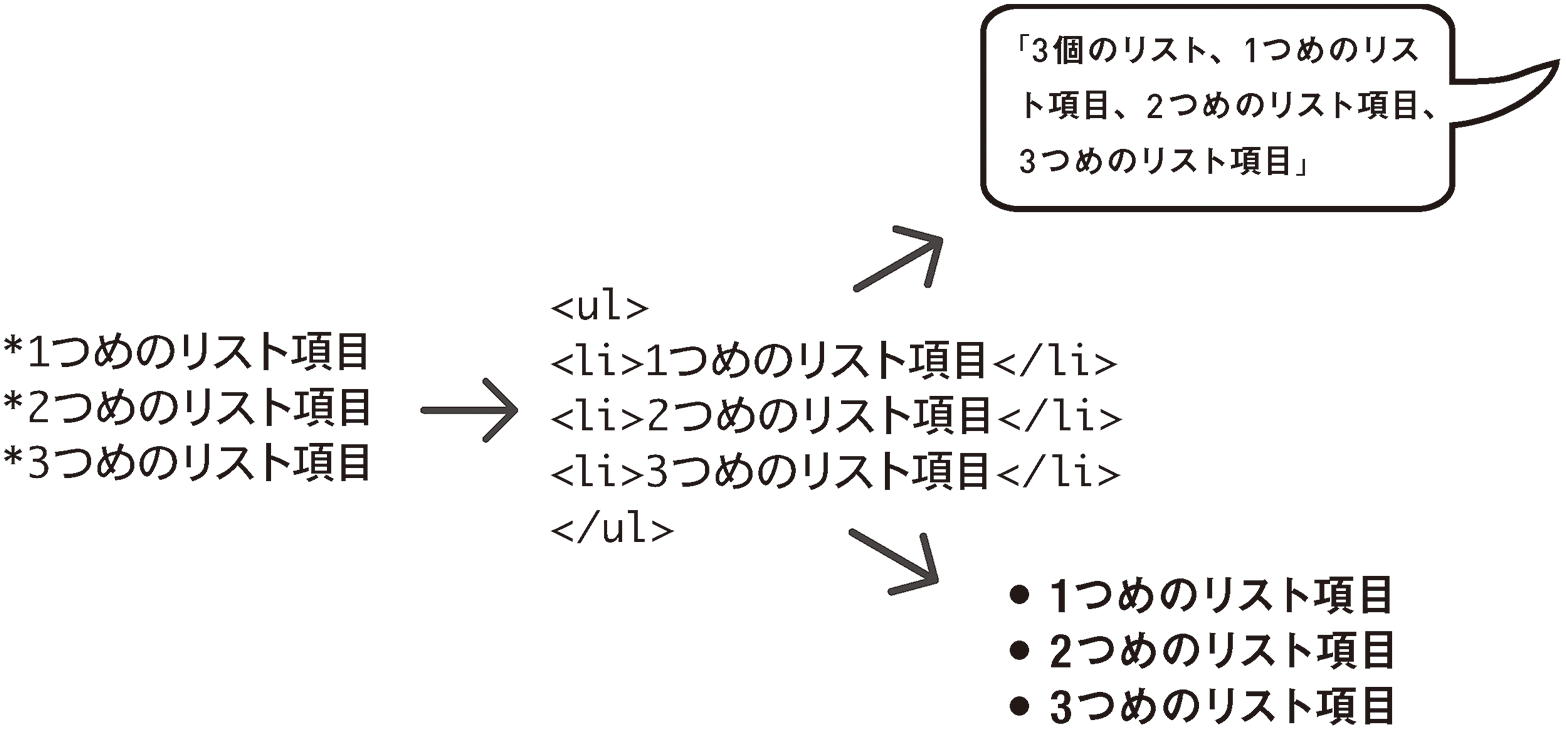 *1つめのリスト項目
*2つめのリスト項目
*3つめのリスト項目
<ul>
<li>1つめのリスト項目</li>
<li>2つめのリスト項目</li>
<li>3つめのリスト項目</li>
</ul>
「3個のリスト、1つめのリス
ト項目、2つめのリスト項目、
3つめのリスト項目」
• 1つめのリスト項目
• 2つめのリスト項目
• 3つめのリスト項目